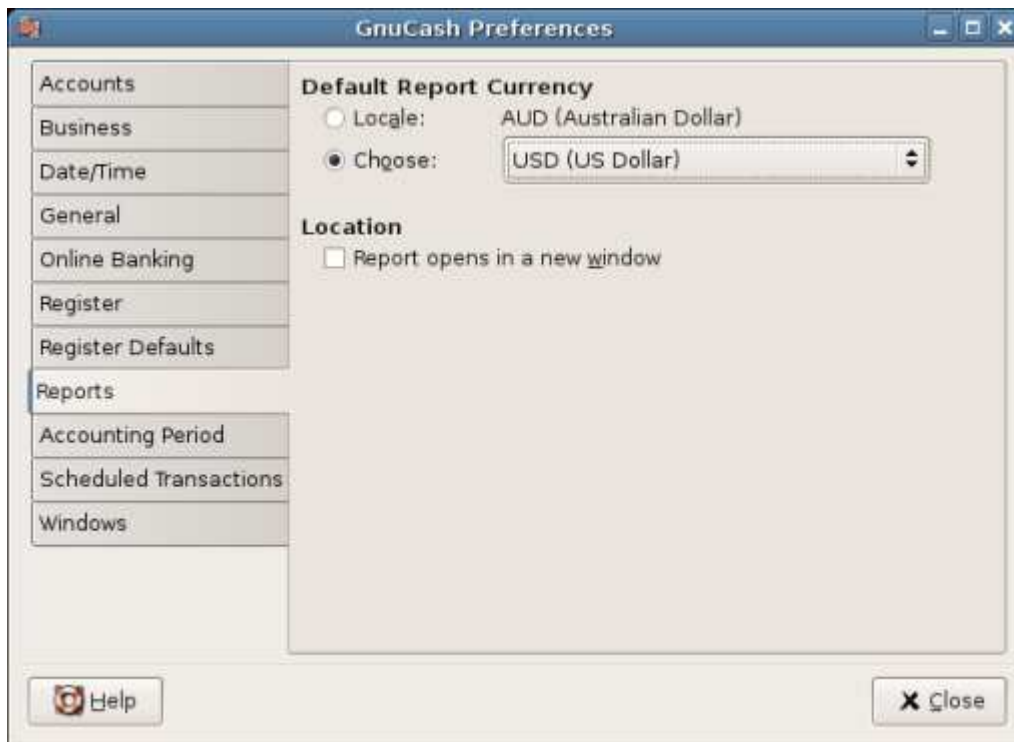 GnuCash Preferences
Accounts
Business
Date/Time
General
Online Banking
Register
Register Defaults
Reports
Accounting Period
Scheduled Transactions
Windows
Default Report Currency
Locale: AUD (Australian Dollar)
Choose: USD (US Dollar)
Location
Report opens in a new window
Help
Close